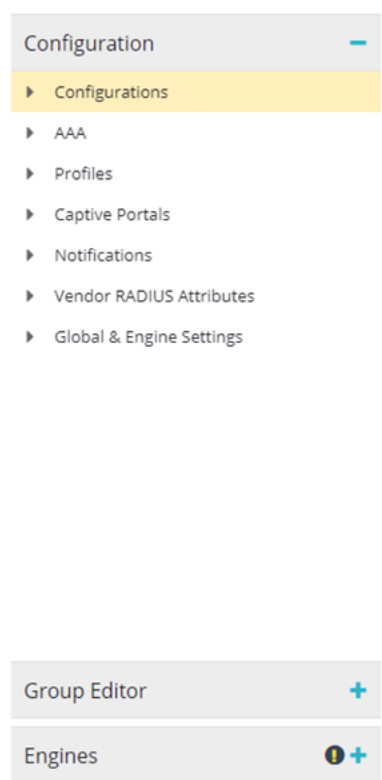 Configuration
Configurations
AAA
Profiles
Captive Portals
Notifications
Vendor RADIUS Attributes
Global & Engine Settings
Group Editor
Engines